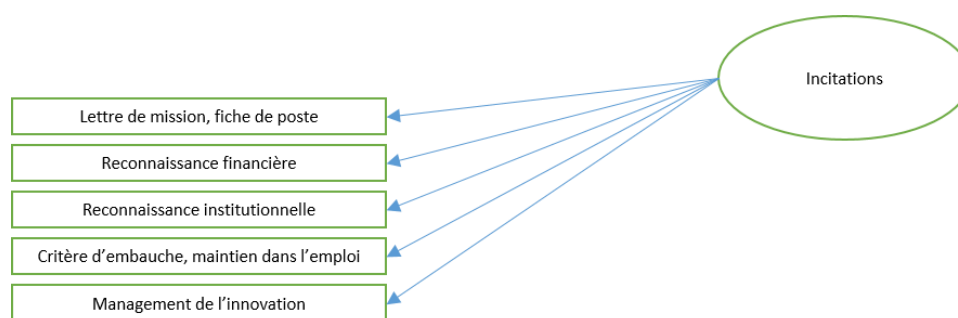 Incitations
Lettre de mission, fiche de poste
Reconnaissance financière
Reconnaissance institutionnelle
Critère d’embauche, maintien dans l’emploi
Management de l’innovation